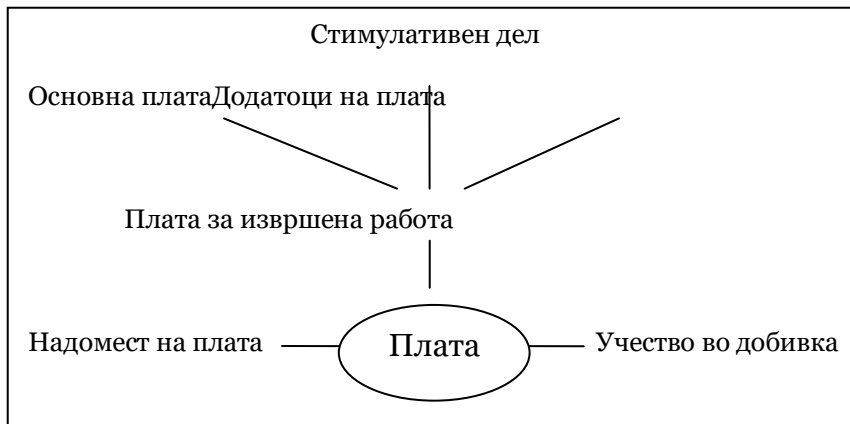 Стимулативен дел
Основна платаДодатоци на плата
Плата за извршена работа
Надомест на плата
Плата
Учество во добивка